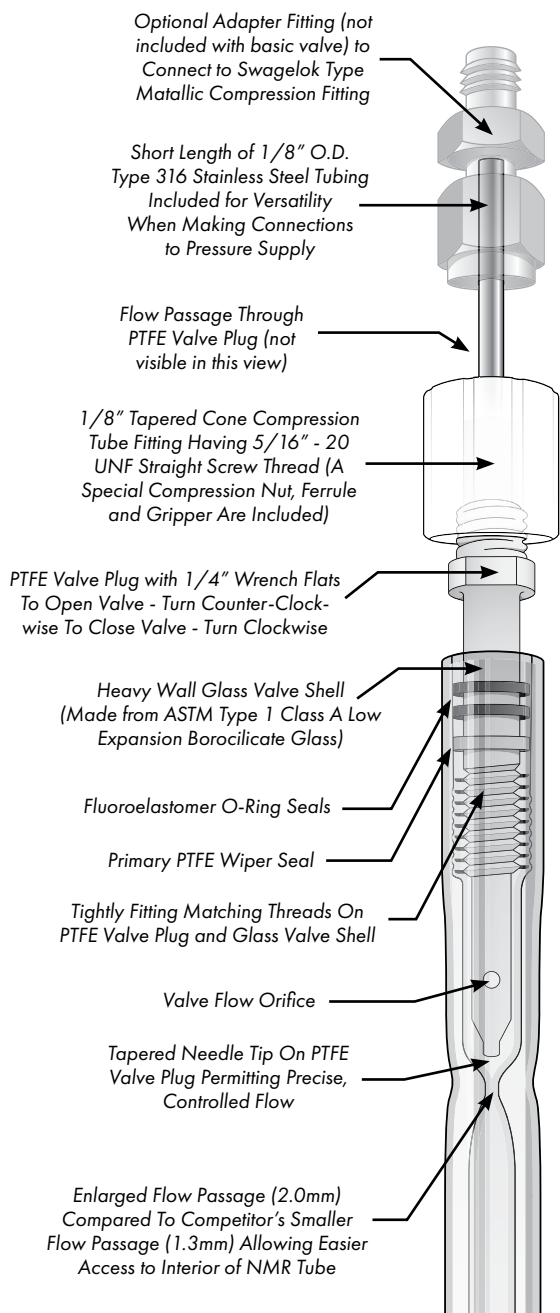 Optional Adapter Fitting (not
included with basic valve) to
Connect to Swagelok Type
Matallic Compression Fitting
Short Length of 1/8” O.D.
Type 316 Stainless Steel Tubing
Included for Versatility
When Making Connections
to Pressure Supply
Flow Passage Through
PTFE Valve Plug (not
visible in this view)
1/8” Tapered Cone Compression
Tube Fitting Having 5/16” - 20
UNF Straight Screw Thread (A
Special Compression Nut, Ferrule
and Gripper Are Included)
PTFE Valve Plug with 1/4” Wrench Flats
To Open Valve - Turn Counter-Clock-
wise To Close Valve - Turn Clockwise
Heavy Wall Glass Valve Shell
(Made from ASTM Type 1 Class A Low
Expansion Borocilicate Glass)
Fluoroelastomer O-Ring Seals
Primary PTFE Wiper Seal
Tightly Fitting Matching Threads On
PTFE Valve Plug and Glass Valve Shell
Valve Flow Orifice
Tapered Needle Tip On PTFE
Valve Plug Permitting Precise,
Controlled Flow
Enlarged Flow Passage (2.0mm)
Compared To Competitor’s Smaller
Flow Passage (1.3mm) Allowing Easier
Access to Interior of NMR Tube